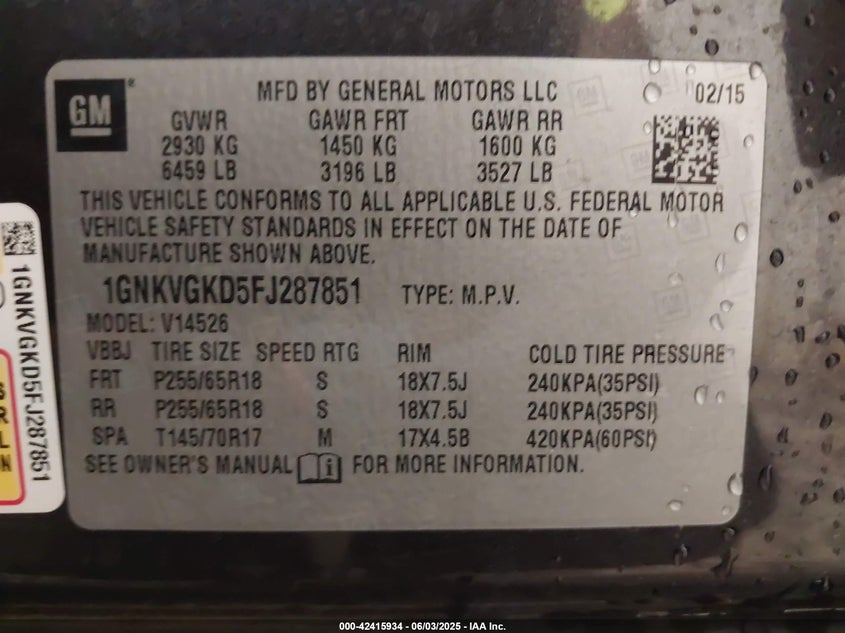 GM
MFD BY GENERAL MOTORS LLC 02/15
GVWR GAWR FRT GAWR RR
2930 KG 1450 KG 1600 KG
6459 LB 3196 LB 3527 LB
THIS VEHICLE CONFORMS TO ALL APPLICABLE U.S. FEDERAL MOTOR
VEHICLE SAFETY STANDARDS IN EFFECT ON THE DATE OF
MANUFACTURE SHOWN ABOVE.
1GNKVGKD5FJ287851 TYPE: M.P.V.
MODEL: V14526
VBBJ TIRE SIZE SPEED RTG RIM COLD TIRE PRESSURE
FRT P255/65R18 S 18X7.5J 240KPA(35PSI)
RR P255/65R18 S 18X7.5J 240KPA(35PSI)
SPA T145/70R17 M 17X4.5B 420KPA(60PSI)
SEE OWNER'S MANUAL FOR MORE INFORMATION.
1GNKVGKD5FJ287851
000-42415934 - 06/03/2025 - IAA Inc.